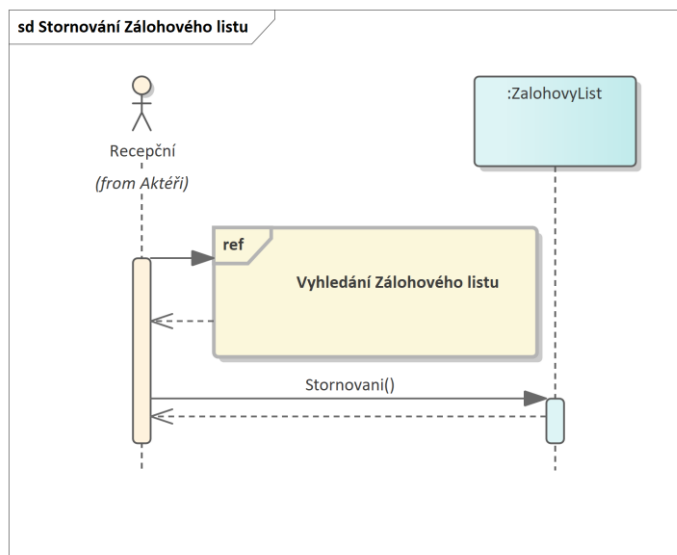 sd Stornování Zálohového listu
:ZalohovyList
Recepční
(from Aktéři)
ref
Vyhledání Zálohového listu
Stornovani()